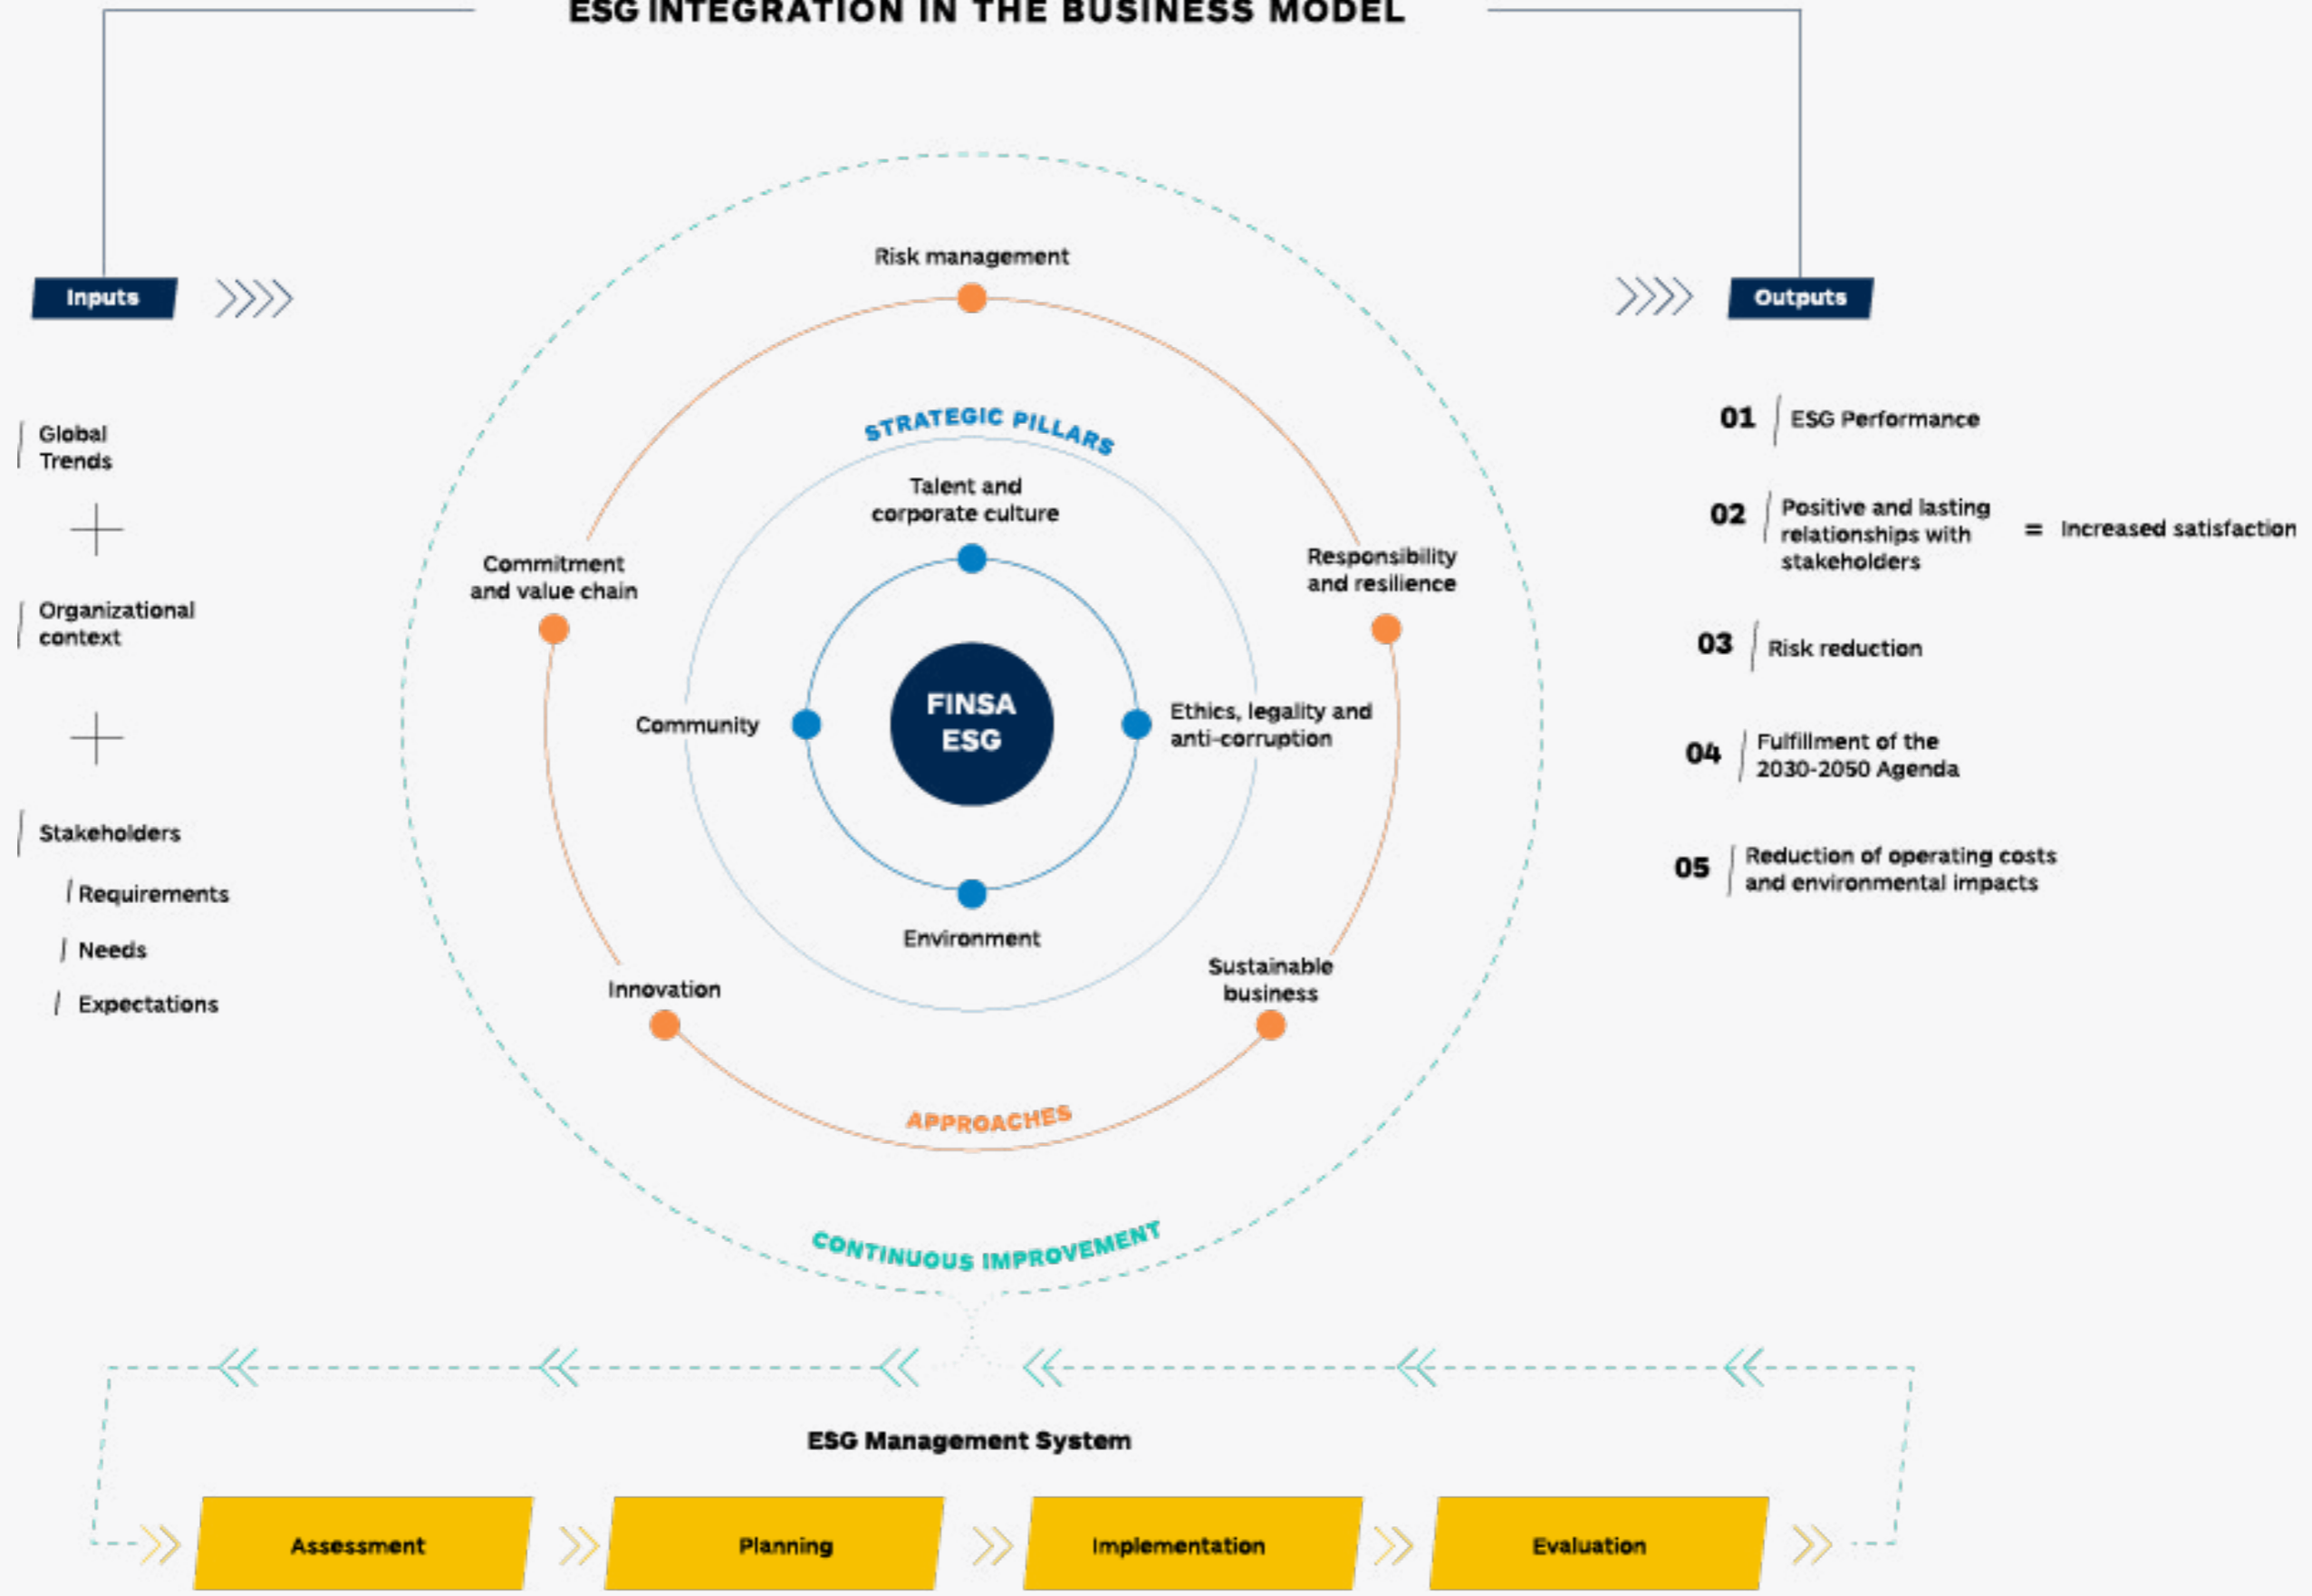 ESG INTEGRATION IN THE BUSINESS MODEL
Inputs
Global
Trends
Organizational
context
Stakeholders
Requirements
Needs
Expectations
Risk management
STRATEGIC PILLARS
Talent and
corporate culture
Commitment
and value chain
Responsibility
and resilience
Community
FINSA
ESG
Ethics, legality and
anti-corruption
Environment
Innovation
Sustainable
business
APPROACHES
CONTINUOUS IMPROVEMENT
Outputs
01 ESG Performance
02 Positive and lasting
relationships with
stakeholders
= Increased satisfaction
03 Risk reduction
04 Fulfillment of the
2030-2050 Agenda
05 Reduction of operating costs
and environmental impacts
ESG Management System
Assessment
Planning
Implementation
Evaluation